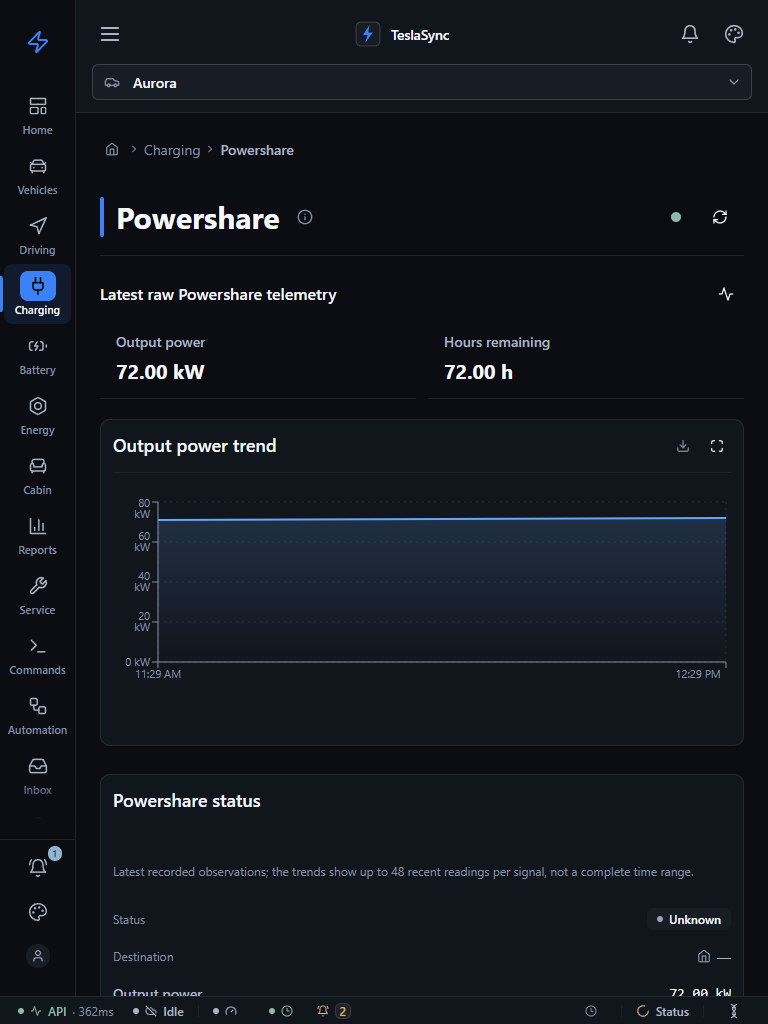 TeslaSync
Aurora
Home
Vehicles
Driving
Charging
Battery
Energy
Cabin
Reports
Service
Commands
Automation
Inbox
1
Charging
Powershare
Powershare
Latest raw Powershare telemetry
Output power
72.00 kW
Hours remaining
72.00 h
Output power trend
80
kW
60
kW
40
kW
20
kW
0 kW
11:29 AM
12:29 PM
Powershare status
Latest recorded observations; the trends show up to 48 recent readings per signal, not a complete time range.
Status
Unknown
Destination
—
Output power
72.00 kW
API · 362ms
Idle
2
Status